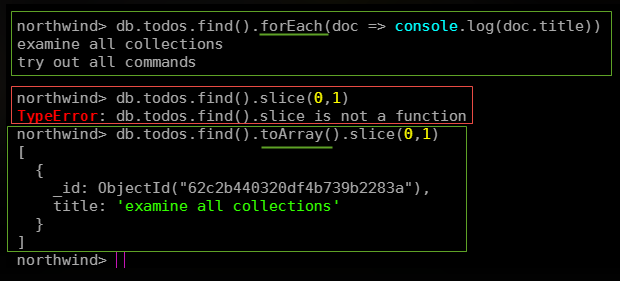 northwind> db.todos.find().forEach(doc => console.log(doc.title))
examine all collections
try out all commands
northwind> db.todos.find().slice(0,1)
TypeError: db.todos.find().slice is not a function
northwind> db.todos.find().toArray().slice(0,1)
[
  {
    _id: ObjectId("62c2b440320df4b739b2283a"),
    title: 'examine all collections'
  }
]
northwind>